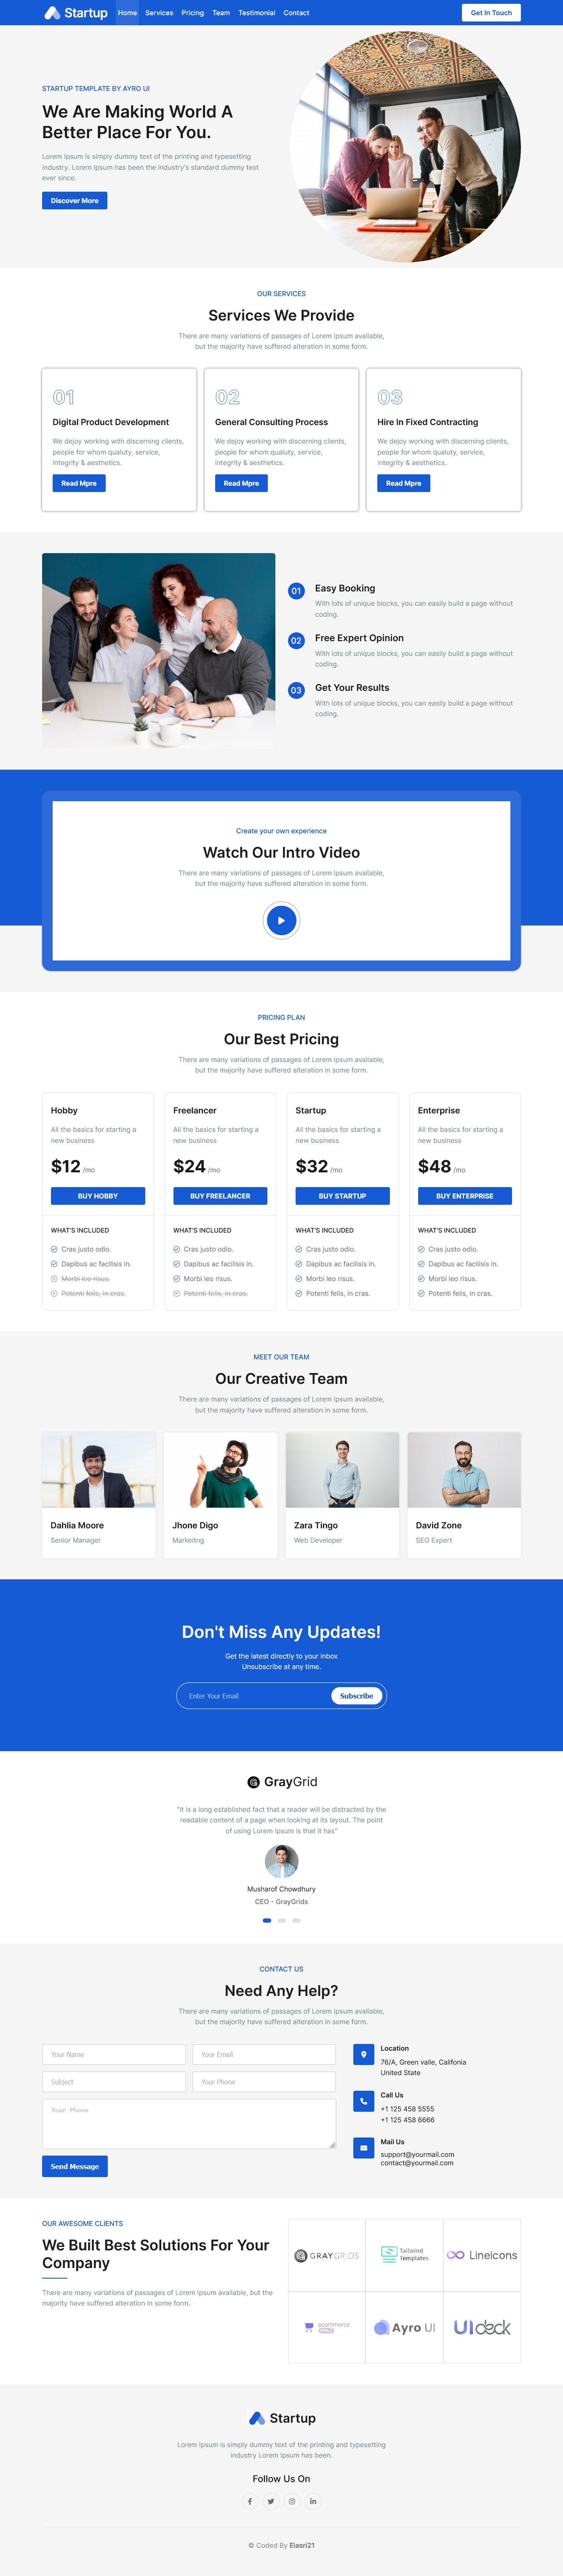 Startup
Home Services Pricing Team Testimonial Contact
Get In Touch
STARTUP TEMPLATE BY AYRO UI
We Are Making World A
Better Place For You.
Lorem Ipsum is simply dummy text of the printing and typesetting
industry. Lorem Ipsum has been the industry's standard dummy text
ever since.
Discover More
OUR SERVICES
Services We Provide
There are many variations of passages of Lorem Ipsum available,
but the majority have suffered alteration in some form.
01
Digital Product Development
We dejoy working with discerning clients,
people for whom qualuty, service,
integrity & aesthetics.
Read Mpre
02
General Consulting Process
We dejoy working with discerning clients,
people for whom qualuty, service,
integrity & aesthetics.
Read Mpre
03
Hire In Fixed Contracting
We dejoy working with discerning clients,
people for whom qualuty, service,
integrity & aesthetics.
Read Mpre
01
Easy Booking
With lots of unique blocks, you can easily build a page without
coding.
02
Free Expert Opinion
With lots of unique blocks, you can easily build a page without
coding.
03
Get Your Results
With lots of unique blocks, you can easily build a page without
coding.
Create your own experience
Watch Our Intro Video
There are many variations of passages of Lorem Ipsum available,
but the majority have suffered alteration in some form.
PRICING PLAN
Our Best Pricing
There are many variations of passages of Lorem Ipsum available,
but the majority have suffered alteration in some form.
Hobby
All the basics for starting a
new business
$12 /mo
BUY HOBBY
WHAT'S INCLUDED
Cras justo odio.
Dapibus ac facilisis in.
Morbi leo risus.
Potenti felis, in cras.
Freelancer
All the basics for starting a
new business
$24 /mo
BUY FREELANCER
WHAT'S INCLUDED
Cras justo odio.
Dapibus ac facilisis in.
Morbi leo risus.
Potenti felis, in cras.
Startup
All the basics for starting a
new business
$32 /mo
BUY STARTUP
WHAT'S INCLUDED
Cras justo odio.
Dapibus ac facilisis in.
Morbi leo risus.
Potenti felis, in cras.
Enterprise
All the basics for starting a
new business
$48 /mo
BUY ENTERPRISE
WHAT'S INCLUDED
Cras justo odio.
Dapibus ac facilisis in.
Morbi leo risus.
Potenti felis, in cras.
MEET OUR TEAM
Our Creative Team
There are many variations of passages of Lorem Ipsum available,
but the majority have suffered alteration in some form.
Dahlia Moore
Senior Manager
Jhone Digo
Markeitng
Zara Tingo
Web Developer
David Zone
SEO Expert
Don't Miss Any Updates!
Get the latest directly to your inbox
Unsubscribe at any time.
Enter Your Email
Subscribe
GrayGrid
"It is a long established fact that a reader will be distracted by the
readable content of a page when looking at its layout. The point
of using Lorem Ipsum is that it has"
Musharof Chowdhury
CEO - GrayGrids
CONTACT US
Need Any Help?
There are many variations of passages of Lorem Ipsum available,
but the majority have suffered alteration in some form.
Your Name
Your Email
Subject
Your Phone
Your Phone
Send Message
Location
76/A, Green valle, Califonia
United State
Call Us
+1 125 458 5555
+1 125 458 6666
Mail Us
support@yourmail.com
contact@yourmail.com
OUR AWESOME CLIENTS
We Built Best Solutions For Your
Company
There are many variations of passages of Lorem Ipsum available, but the
majority have suffered alteration in some form.
GRAYGRIDS
Tailwind
Templates
Lineicons
ecommerce
HTML
Ayro UI
UIdeck
Startup
Lorem Ipsum is simply dummy text of the printing and typesetting
industry Lorem Ipsum has been.
Follow Us On
© Coded By Elasri21